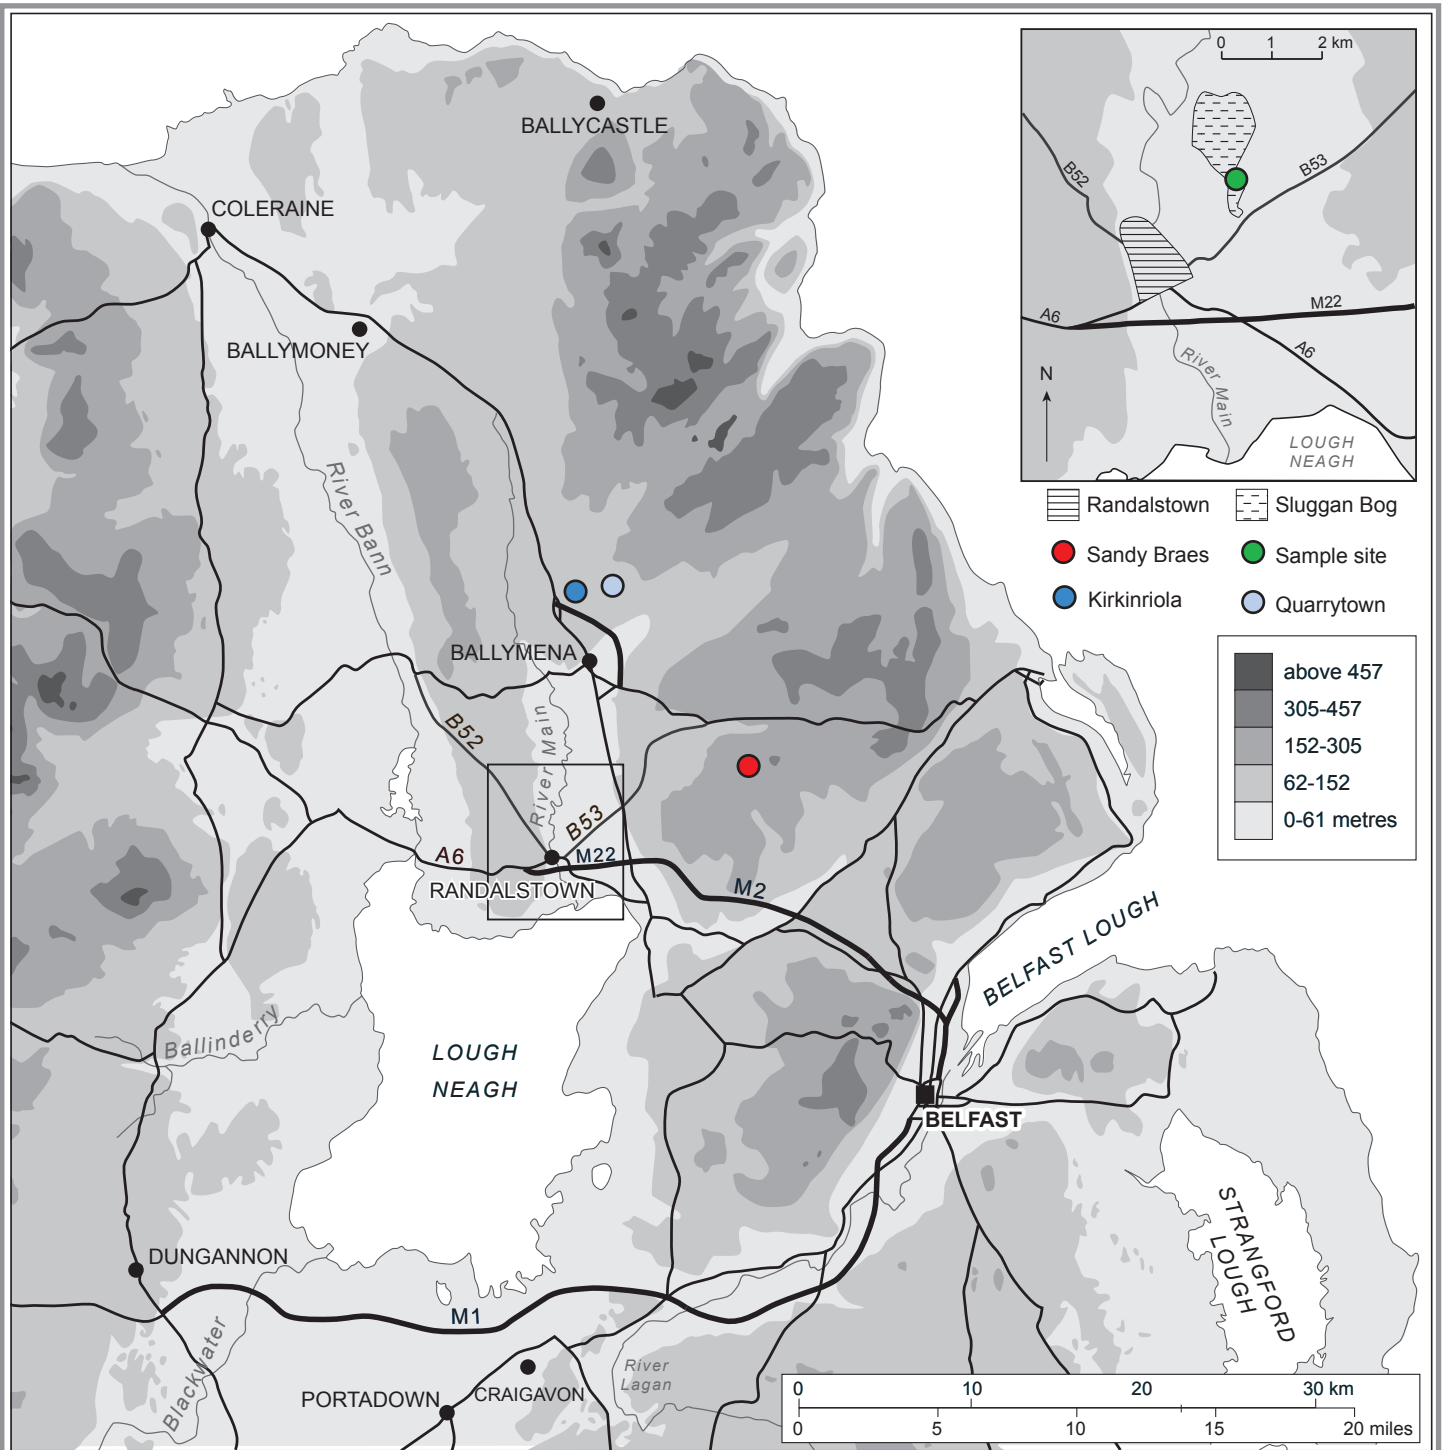 BALLYCASTLE
COLERAINE
BALLYMONEY
River Bann
BALLYMENA
B52
River Main
B53
A6
M22
RANDALSTOWN
M2
BELFAST LOUGH
Ballinderry
LOUGH
NEAGH
BELFAST
STRANGFORD
LOUGH
DUNGANNON
M1
Blackwater
River
Lagan
CRAIGAVON
PORTADOWN
0 1 2 km
B52
B53
M22
A6
A6
River Main
N
LOUGH
NEAGH
Randalstown
Sluggan Bog
Sandy Braes
Sample site
Kirkinriola
Quarrytown
above 457
305-457
152-305
62-152
0-61 metres
0 10 20 30 km
0 5 10 15 20 miles